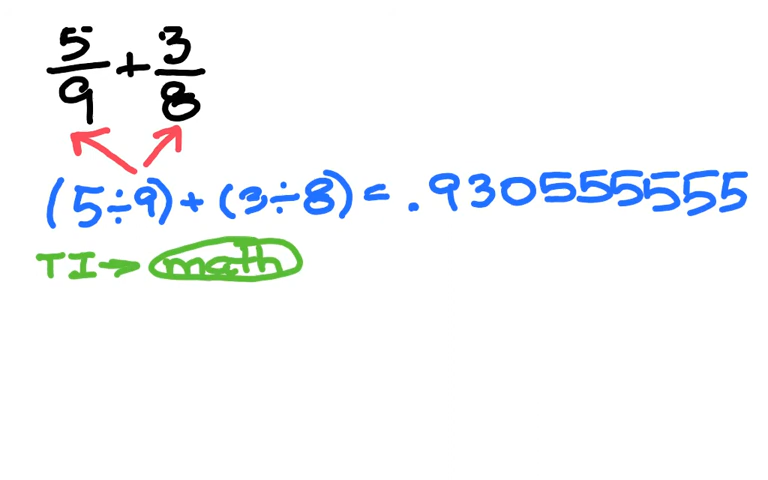 5/9 + 3/8
(5÷9) + (3÷8) = .930555555
TI → math